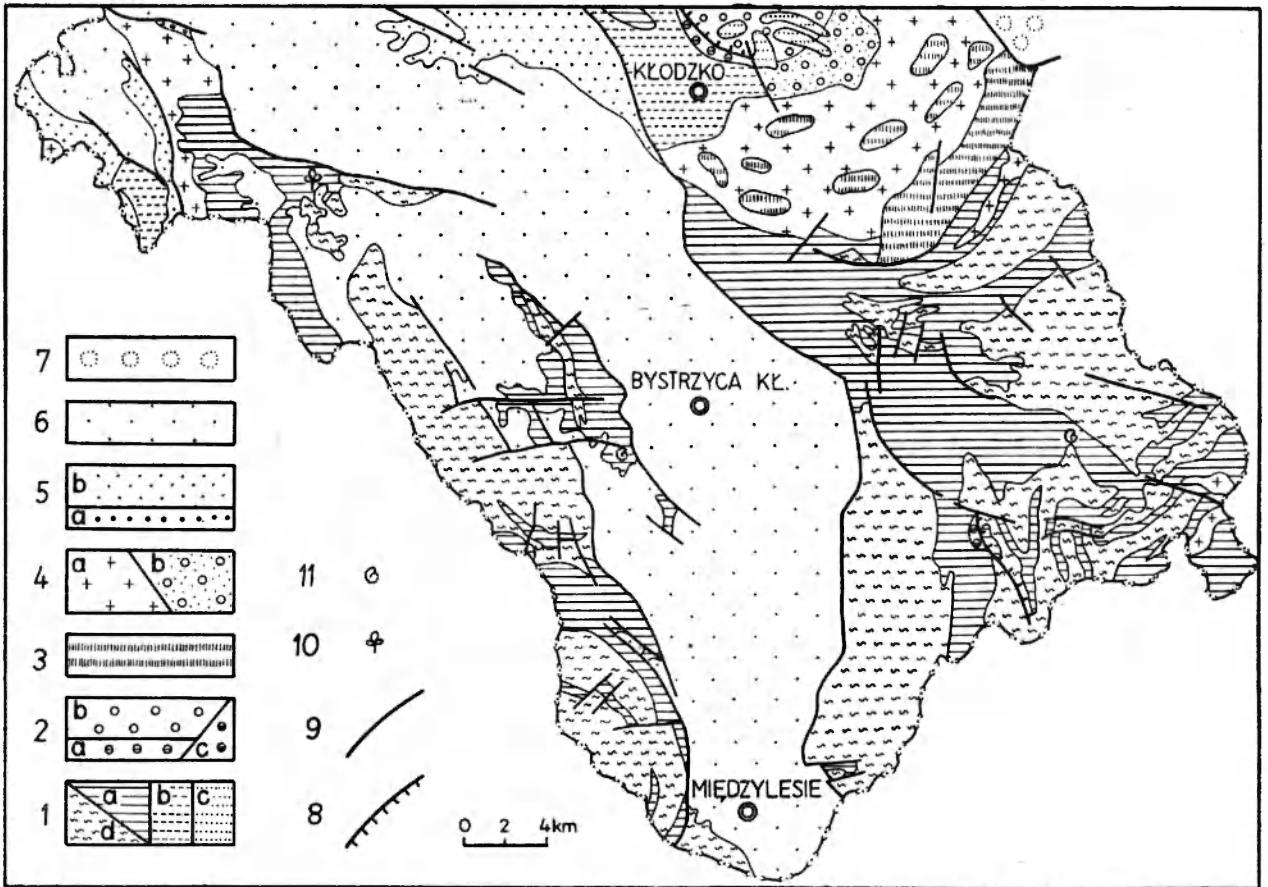 KŁODZKO
BYSTRZYCA KŁ.
MIĘDZYLESIE
7
6
5 b a
4 a b
3
2 b a c
1 a b c d
11
10
9
8
0 2 4km